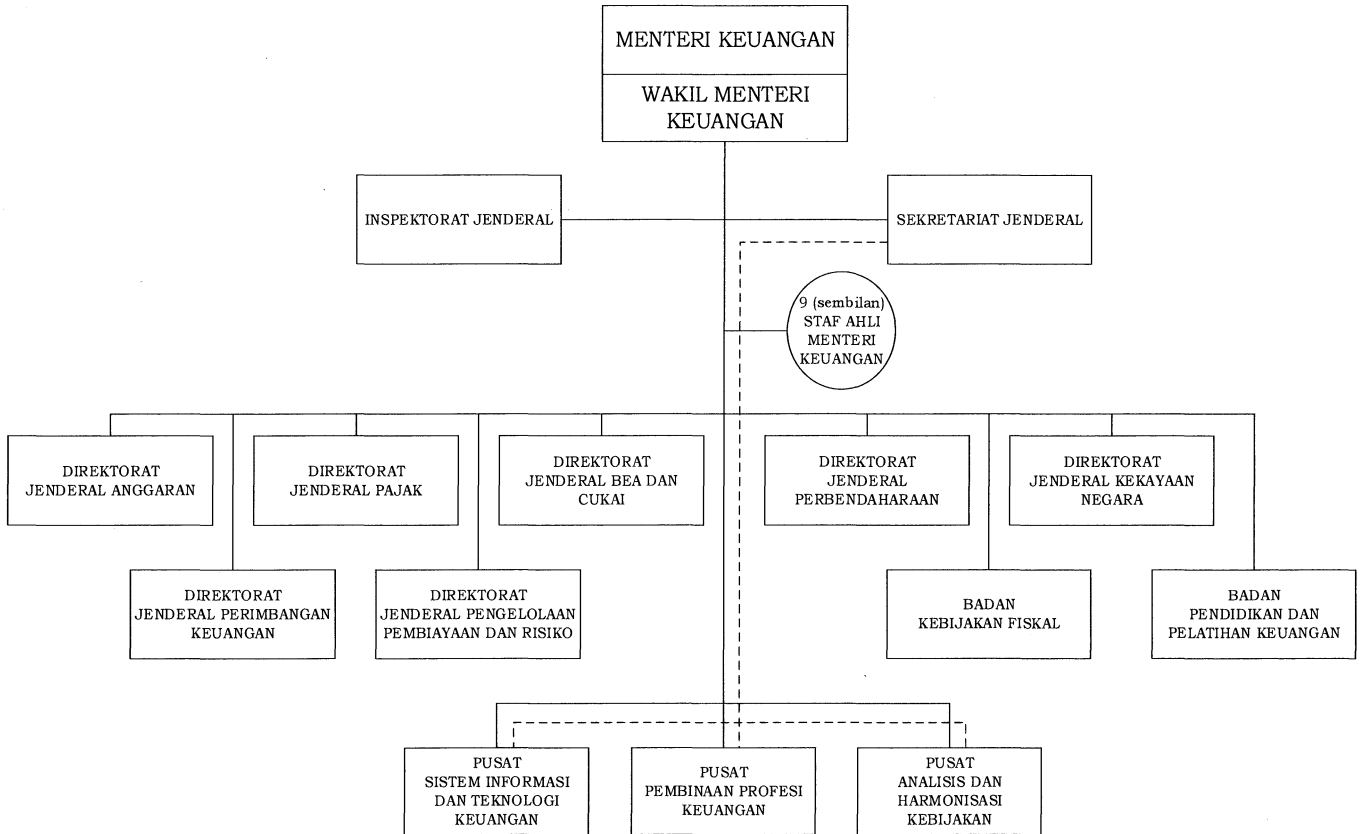 MENTERI KEUANGAN
WAKIL MENTERI
KEUANGAN
INSPEKTORAT JENDERAL
SEKRETARIAT JENDERAL
9 (sembilan)
STAF AHLI
MENTERI
KEUANGAN
DIREKTORAT
JENDERAL ANGGARAN
DIREKTORAT
JENDERAL PAJAK
DIREKTORAT
JENDERAL BEA DAN
CUKAI
DIREKTORAT
JENDERAL
PERBENDAHARAAN
DIREKTORAT
JENDERAL KEKAYAAN
NEGARA
DIREKTORAT
JENDERAL PERIMBANGAN
KEUANGAN
DIREKTORAT
JENDERAL PENGELOLAAN
PEMBIAYAAN DAN RISIKO
BADAN
KEBIJAKAN FISKAL
BADAN
PENDIDIKAN DAN
PELATIHAN KEUANGAN
PUSAT
SISTEM INFORMASI
DAN TEKNOLOGI
KEUANGAN
PUSAT
PEMBINAAN PROFESI
KEUANGAN
PUSAT
ANALISIS DAN
HARMONISASI
KEBIJAKAN